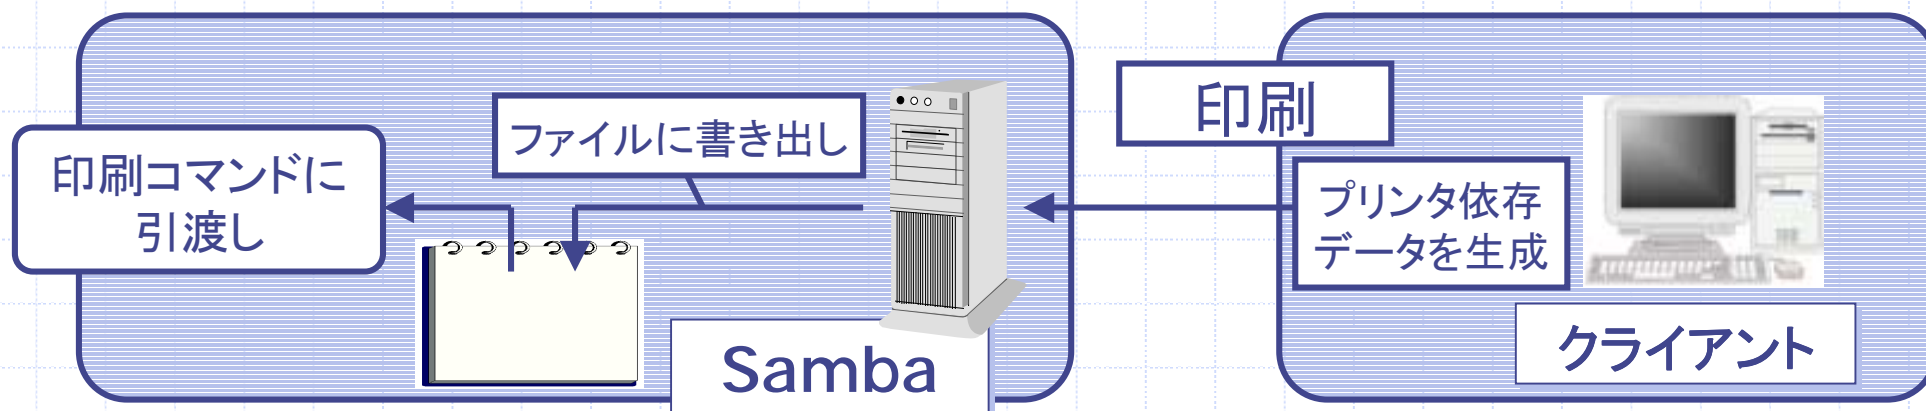 印刷コマンドに
引渡し
ファイルに書き出し
Samba
印刷
プリンタ依存
データを生成
クライアント